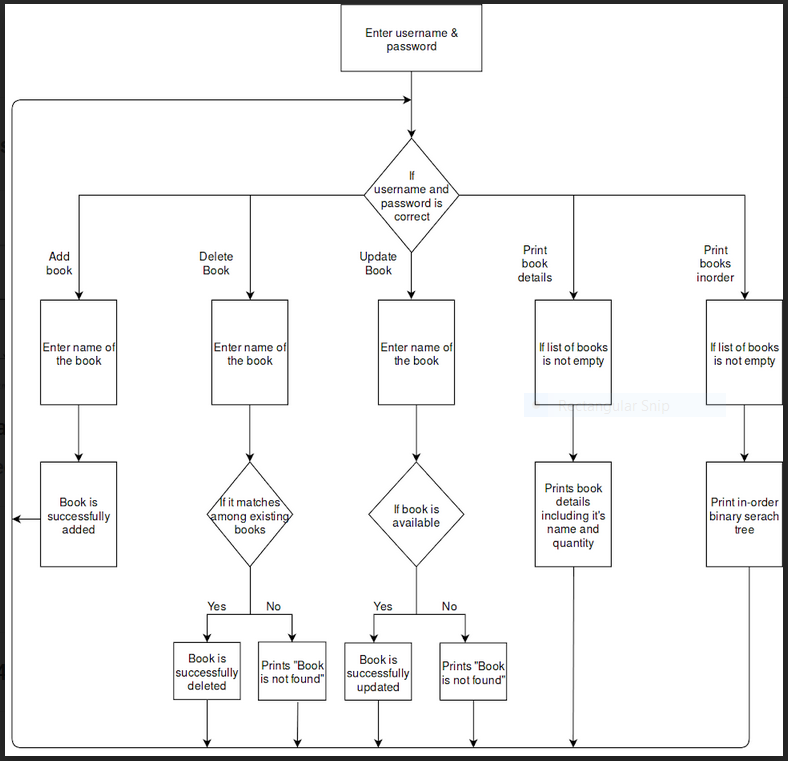 Enter username &
password
If
username and
password is
correct
Add
book
Delete
Book
Update
Book
Print
book
details
Print
books
inorder
Enter name of
the book
Enter name of
the book
Enter name of
the book
If list of books
is not empty
If list of books
is not empty
Rectangular Snip
Book is
successfully
added
If it matches
among existing
books
If book is
available
Prints book
details
including it's
name and
quantity
Print in-order
binary serach
tree
Yes
No
Yes
No
Book is
successfully
deleted
Prints "Book
is not found"
Book is
successfully
updated
Prints "Book
is not found"